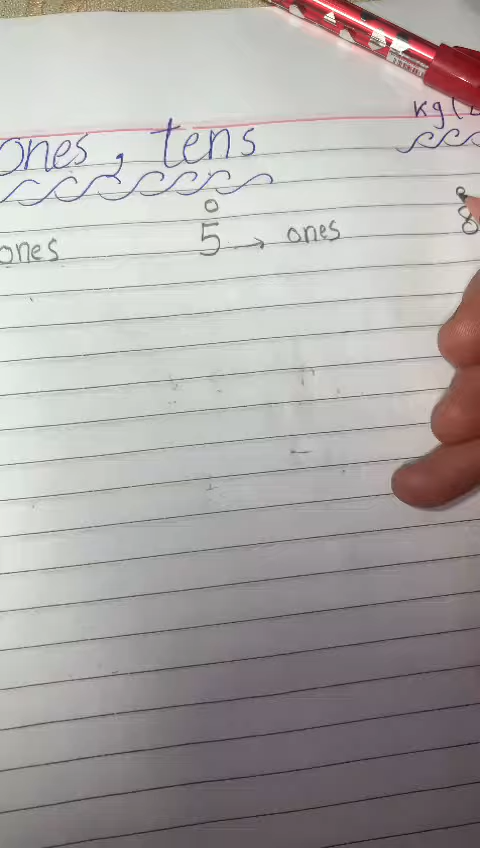 ones, tens
kg (
o
5 → ones
8
ones